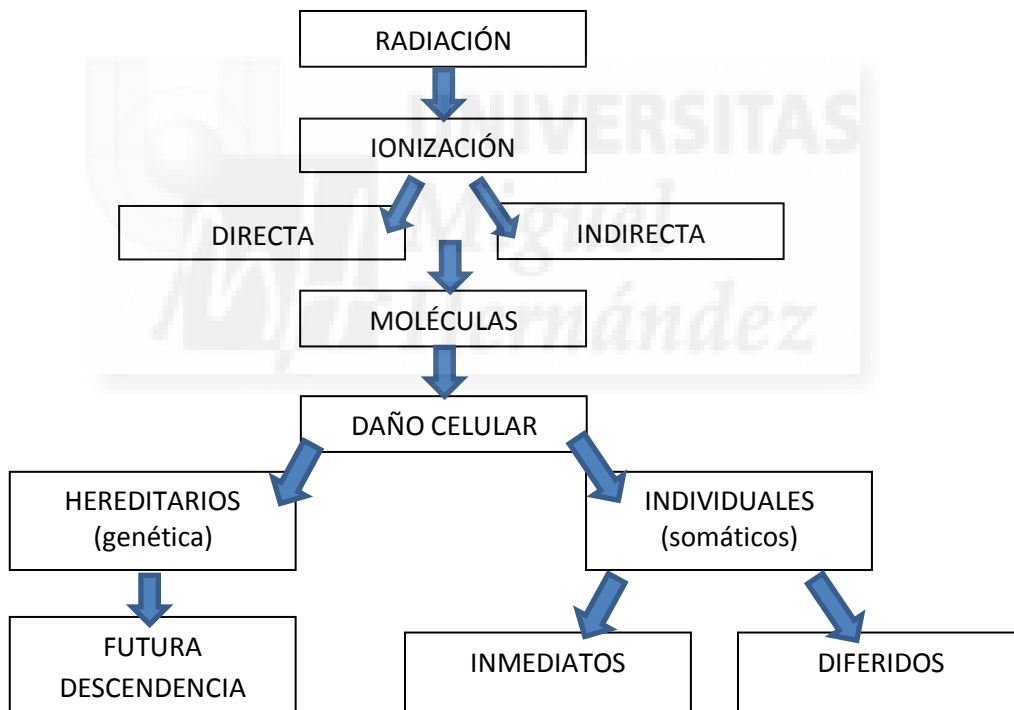 RADIACIÓN
UNIVERSITAS
IONIZACIÓN
Miguel
DIRECTA
INDIRECTA
Hernández
MOLÉCULAS
DAÑO CELULAR
HEREDITARIOS
(genética)
INDIVIDUALES
(somáticos)
FUTURA
DESCENDENCIA
INMEDIATOS
DIFERIDOS